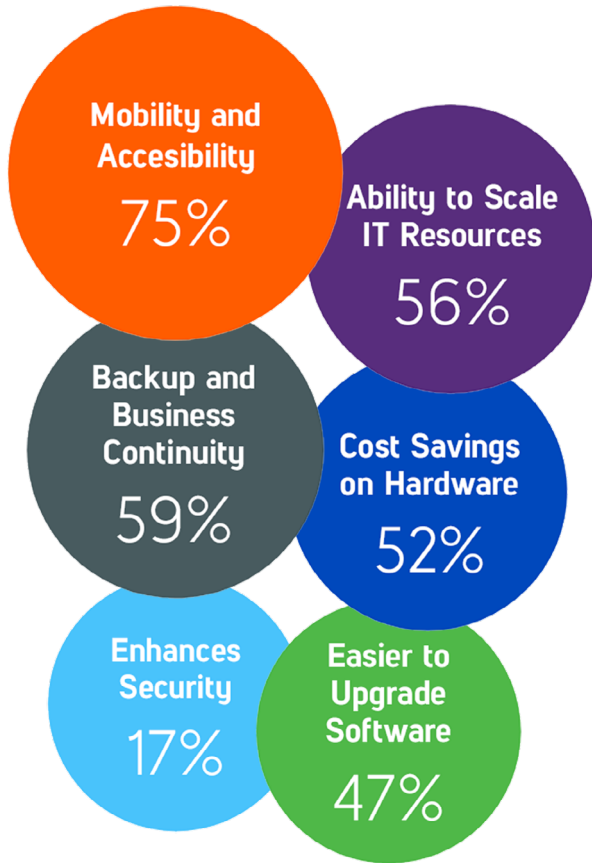 Mobility and
Accesibility
75%
Ability to Scale
IT Resources
56%
Backup and
Business
Continuity
59%
Cost Savings
on Hardware
52%
Enhances
Security
17%
Easier to
Upgrade
Software
47%